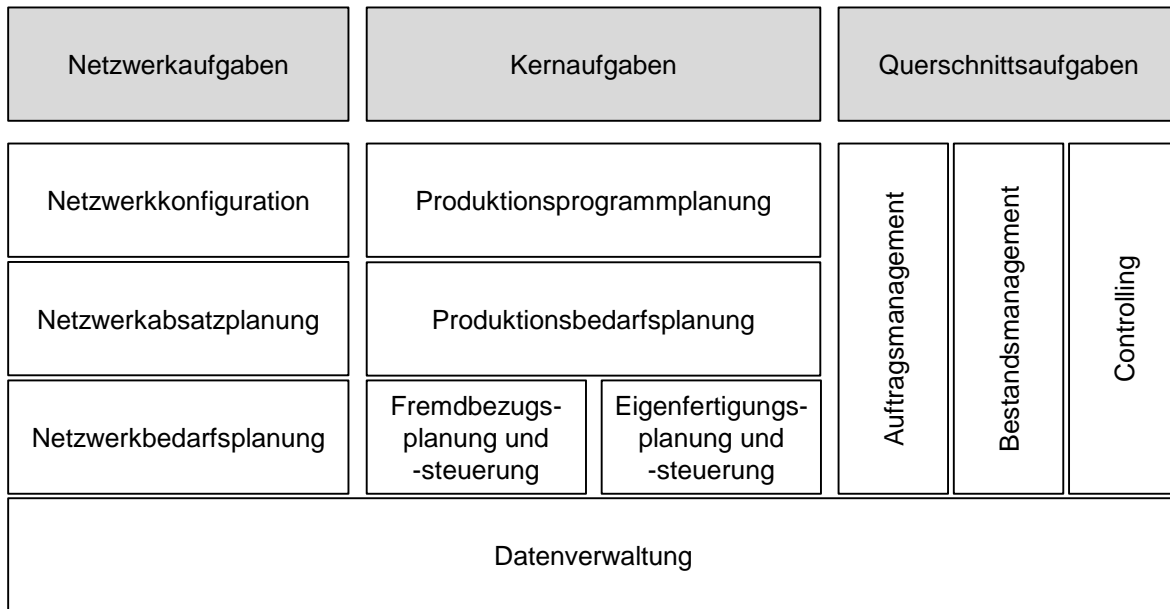 Netzwerkaufgaben
Kernaufgaben
Querschnittsaufgaben
Netzwerkkonfiguration
Produktionsprogrammplanung
Netzwerkabsatzplanung
Produktionsbedarfsplanung
Netzwerkbedarfsplanung
Fremdbezugs-
planung und
-steuerung
Eigenfertigungs-
planung und
-steuerung
Auftragsmanagement
Bestandsmanagement
Controlling
Datenverwaltung